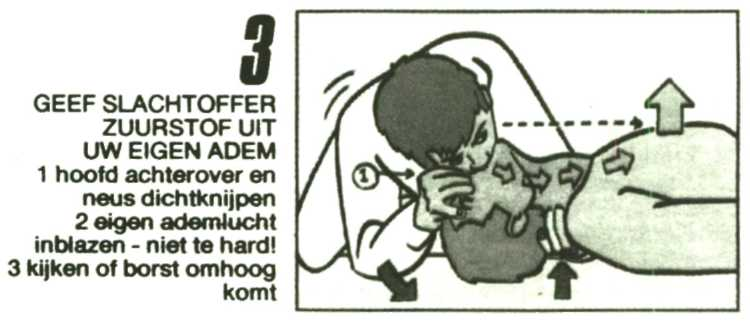 3
GEEF SLACHTOFFER
ZUURSTOF UIT
UW EIGEN ADEM
1 hoofd achterover en
neus dichtknijpen
2 eigen ademlucht
inblazen - niet te hard!
3 kijken of borst omhoog
komt
1